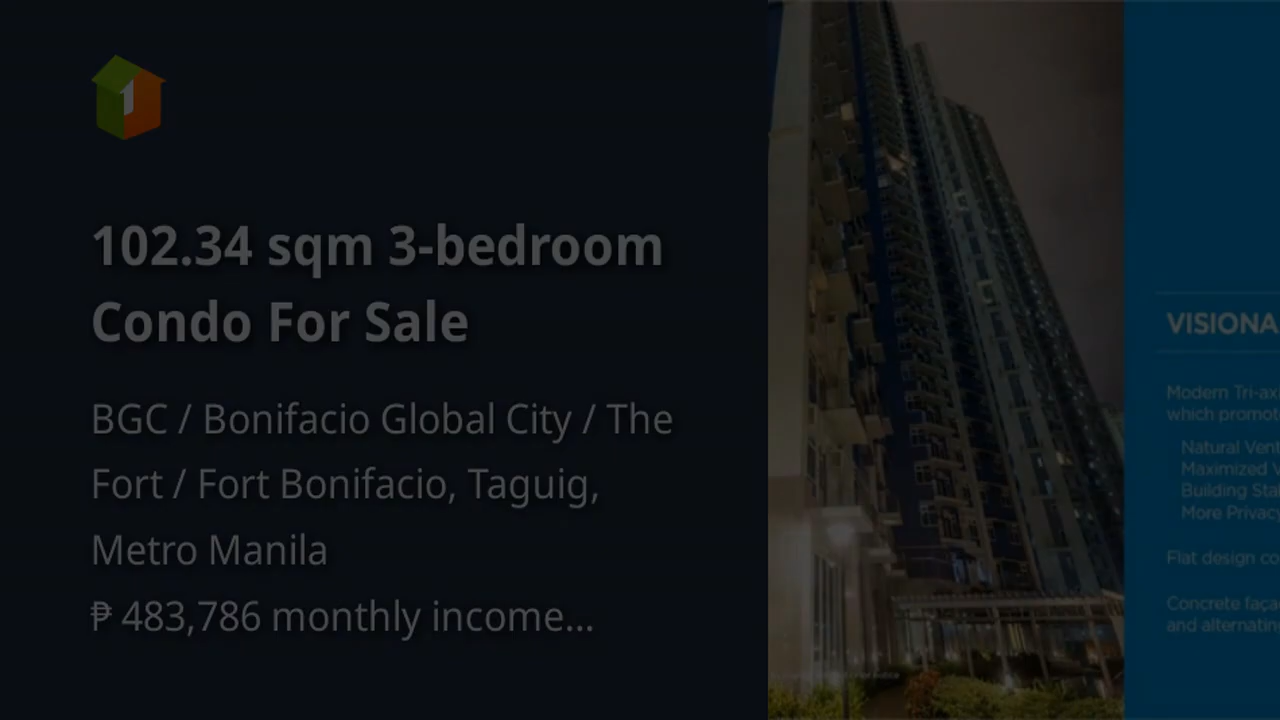 102.34 sqm 3-bedroom
Condo For Sale
BGC / Bonifacio Global City / The
Fort / Fort Bonifacio, Taguig,
Metro Manila
₱ 483,786 monthly income...
VISIONA
Modern Tri-ax
which promot
Natural Vent
Maximized V
Building Stab
More Privacy
Flat design co
Concrete faça
and alternatin